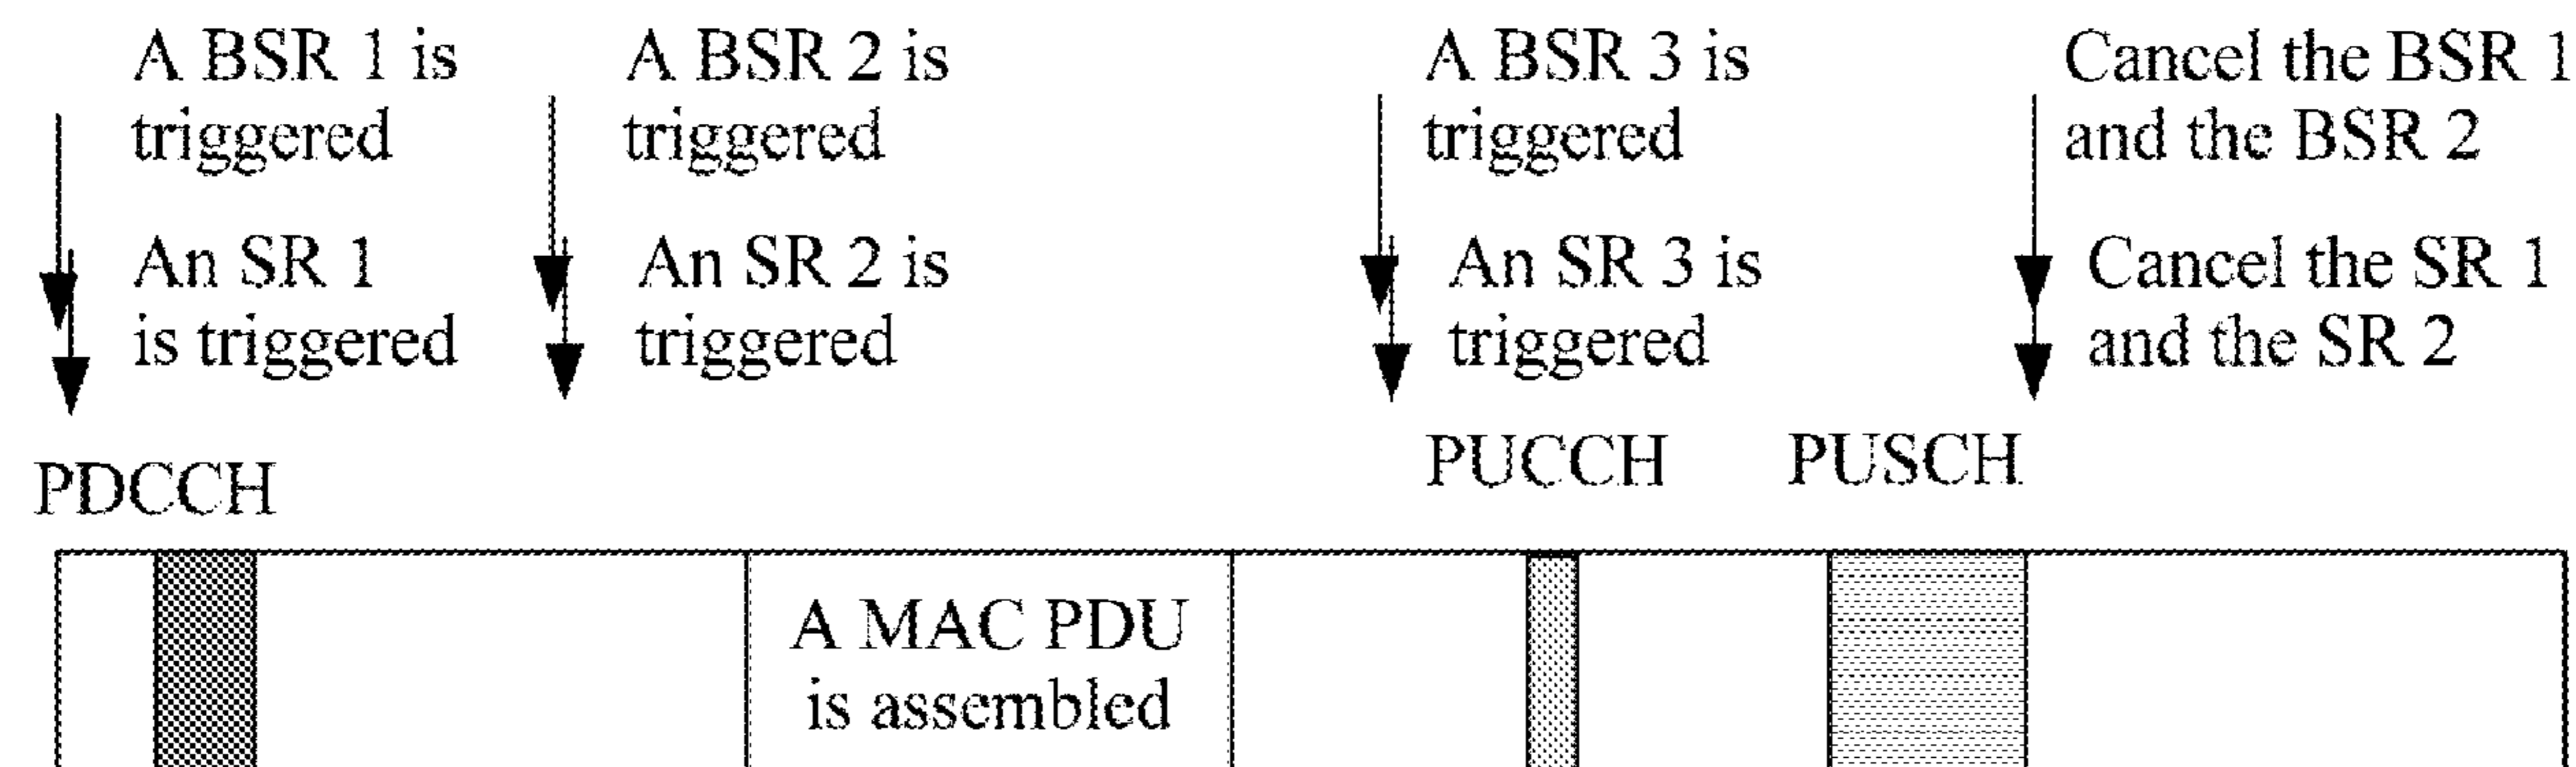 A BSR 1 is
triggered
An SR 1
is triggered
A BSR 2 is
triggered
An SR 2 is
triggered
A BSR 3 is
triggered
An SR 3 is
triggered
Cancel the BSR 1
and the BSR 2
Cancel the SR 1
and the SR 2
PDCCH
PUCCH
PUSCH
A MAC PDU
is assembled